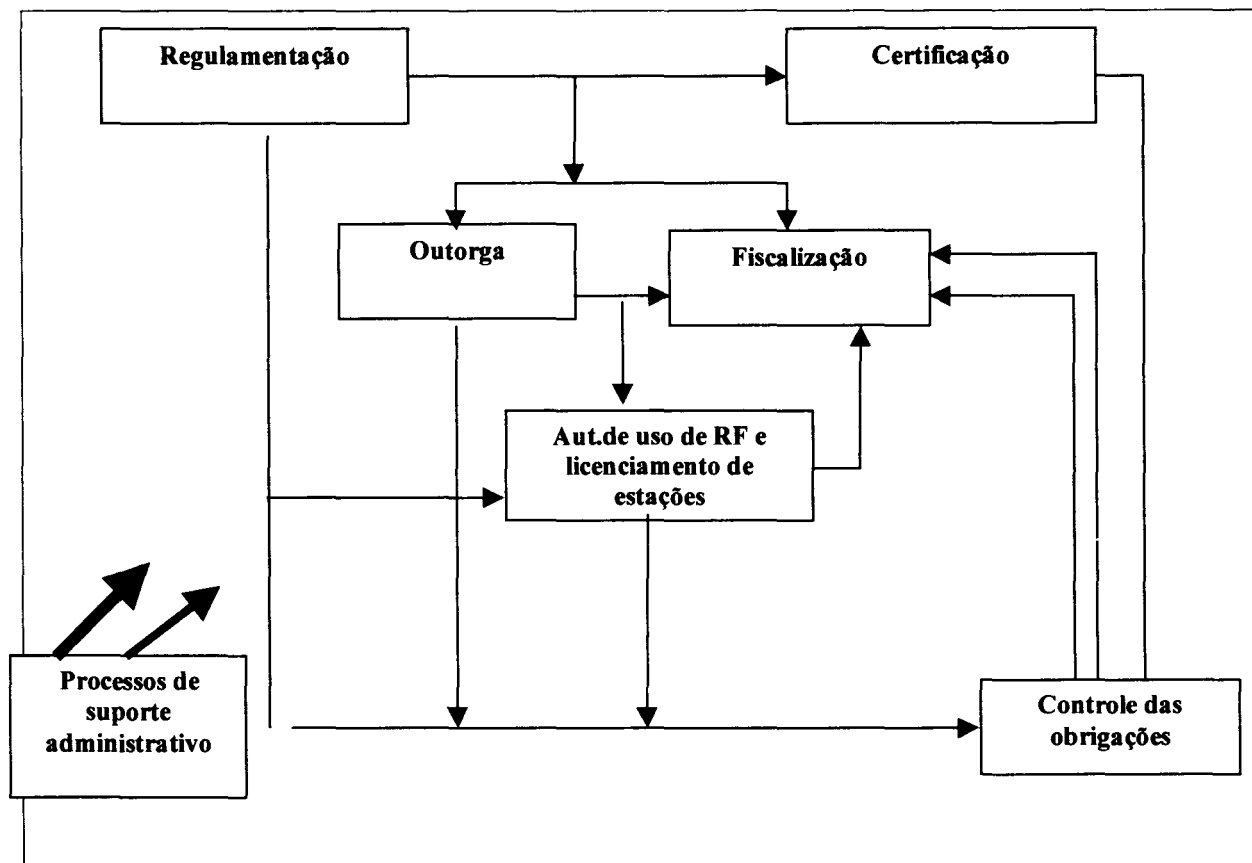 Regulamentação
Certificação
Outorga
Fiscalização
Aut.de uso de RF e
licenciamento de
estações
Processos de
suporte
administrativo
Controle das
obrigações